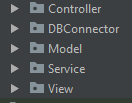 Controller
DBConnector
Model
Service
View